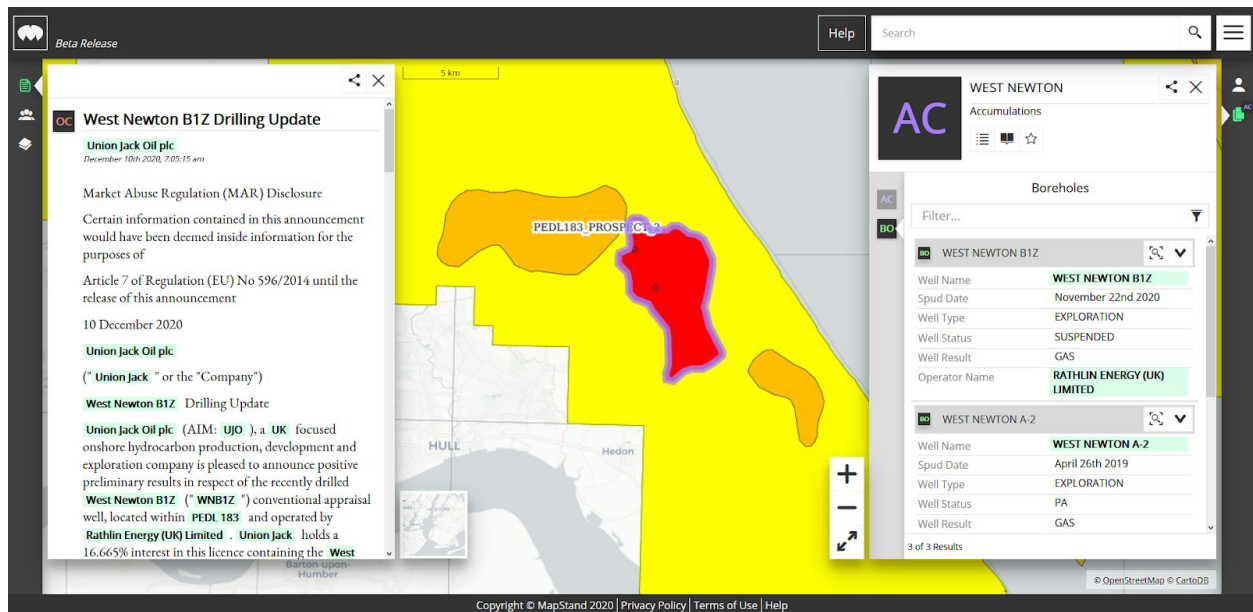 Beta Release
Help
Search
5 km
OC
West Newton B1Z Drilling Update
Union Jack Oil plc
December 10th 2020, 7:05:15 am
Market Abuse Regulation (MAR) Disclosure
Certain information contained in this announcement
would have been deemed inside information for the
purposes of
Article 7 of Regulation (EU) No 596/2014 until the
release of this announcement
10 December 2020
Union Jack Oil plc
(" Union Jack " or the "Company")
West Newton B1Z Drilling Update
Union Jack Oil plc (AIM: UJO ), a UK focused
onshore hydrocarbon production, development and
exploration company is pleased to announce positive
preliminary results in respect of the recently drilled
West Newton B1Z (" WNB1Z ") conventional appraisal
well, located within PEDL 183 and operated by
Rathlin Energy (UK) Limited . Union Jack holds a
16.665% interest in this licence containing the West
PEDL183_PROSPECT_2
HULL
Hedon
Barton-upon-
Humber
AC
WEST NEWTON
Accumulations
AC
AC
BO
Boreholes
Filter...
BO WEST NEWTON B1Z
Well Name WEST NEWTON B1Z
Spud Date November 22nd 2020
Well Type EXPLORATION
Well Status SUSPENDED
Well Result GAS
Operator Name RATHLIN ENERGY (UK)
LIMITED
BO WEST NEWTON A-2
Well Name WEST NEWTON A-2
Spud Date April 26th 2019
Well Type EXPLORATION
Well Status PA
Well Result GAS
3 of 3 Results
© OpenStreetMap © CartoDB
Copyright © MapStand 2020 | Privacy Policy | Terms of Use | Help